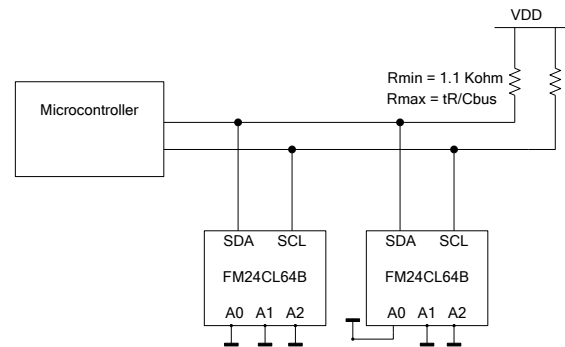 VDD
Rmin = 1.1 Kohm
Rmax = tR/Cbus
Microcontroller
SDA SCL
FM24CL64B
A0 A1 A2
SDA SCL
FM24CL64B
A0 A1 A2